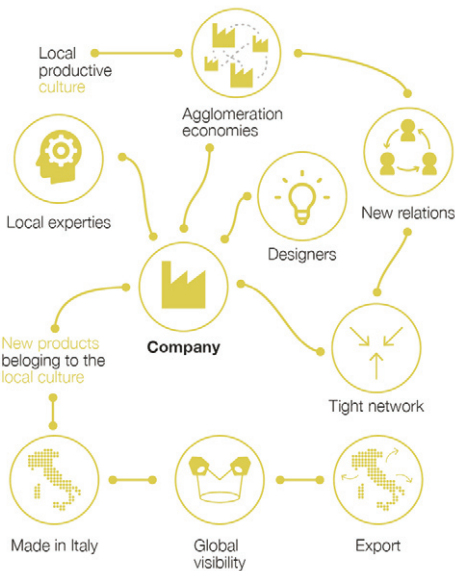 Local
productive
culture
Agglomeration
economies
Local experties
Designers
New relations
Company
New products
beloging to the
local culture
Tight network
Made in Italy
Global
visibility
Export